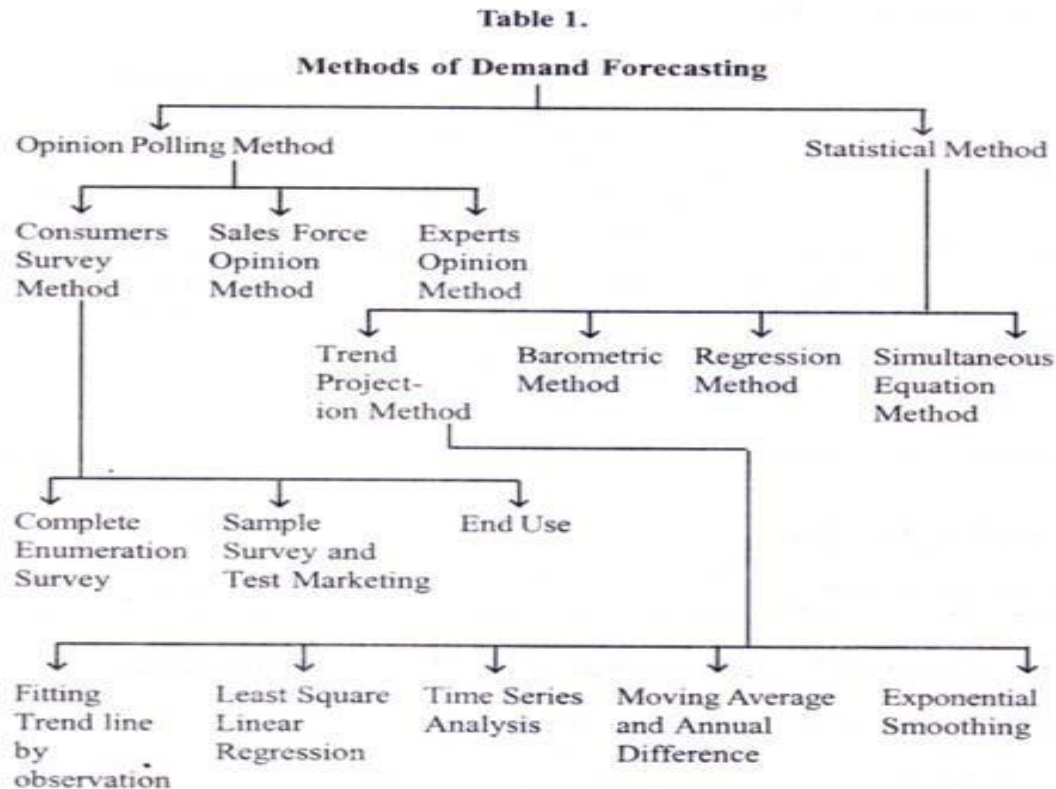 Table 1.
Methods of Demand Forecasting
Opinion Polling Method
Statistical Method
Consumers
Survey
Method
Sales Force
Opinion
Method
Experts
Opinion
Method
Trend
Project-
ion Method
Barometric
Method
Regression
Method
Simultaneous
Equation
Method
Complete
Enumeration
Survey
Sample
Survey and
Test Marketing
End Use
Fitting
Trend line
by
observation
Least Square
Linear
Regression
Time Series
Analysis
Moving Average
and Annual
Difference
Exponential
Smoothing